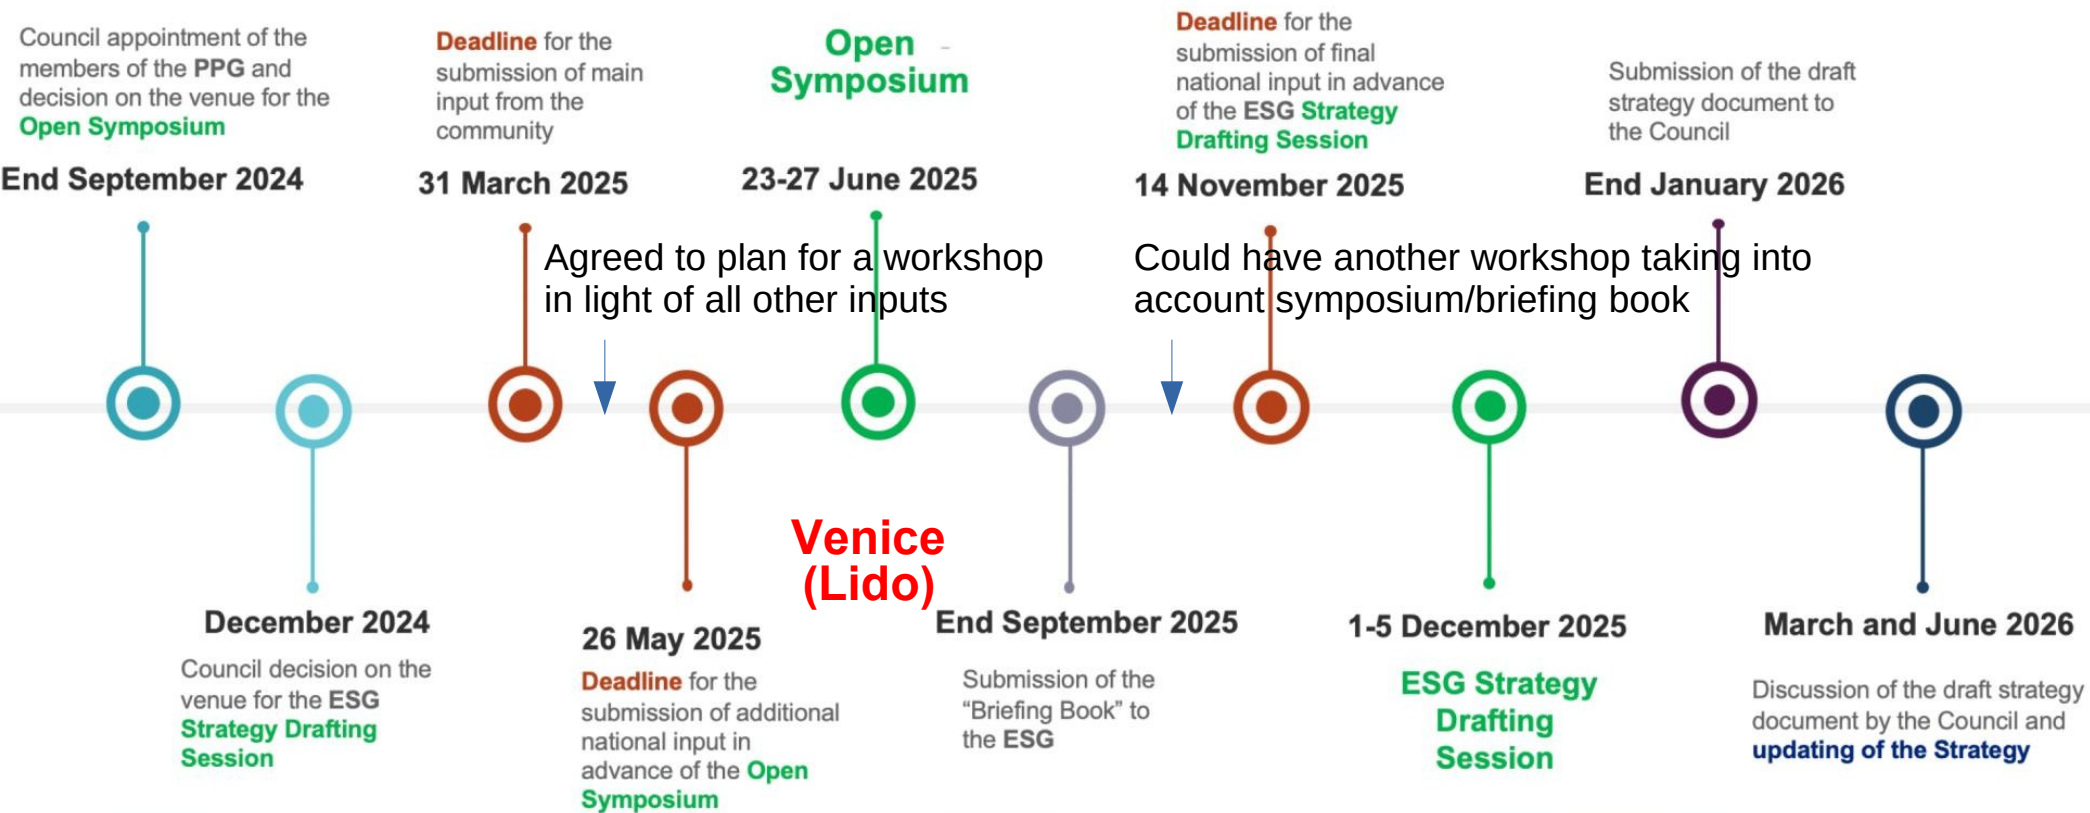 Council appointment of the
members of the PPG and
decision on the venue for the
Open Symposium
End September 2024
Deadline for the
submission of main
input from the
community
31 March 2025
Open
Symposium
23-27 June 2025
Deadline for the
submission of final
national input in advance
of the ESG Strategy
Drafting Session
14 November 2025
Submission of the draft
strategy document to
the Council
End January 2026
Agreed to plan for a workshop
in light of all other inputs
Could have another workshop taking into
account symposium/briefing book
December 2024
Council decision on the
venue for the ESG
Strategy Drafting
Session
26 May 2025
Deadline for the
submission of additional
national input in
advance of the Open
Symposium
Venice
(Lido)
End September 2025
Submission of the
“Briefing Book” to
the ESG
1-5 December 2025
ESG Strategy
Drafting
Session
March and June 2026
Discussion of the draft strategy
document by the Council and
updating of the Strategy